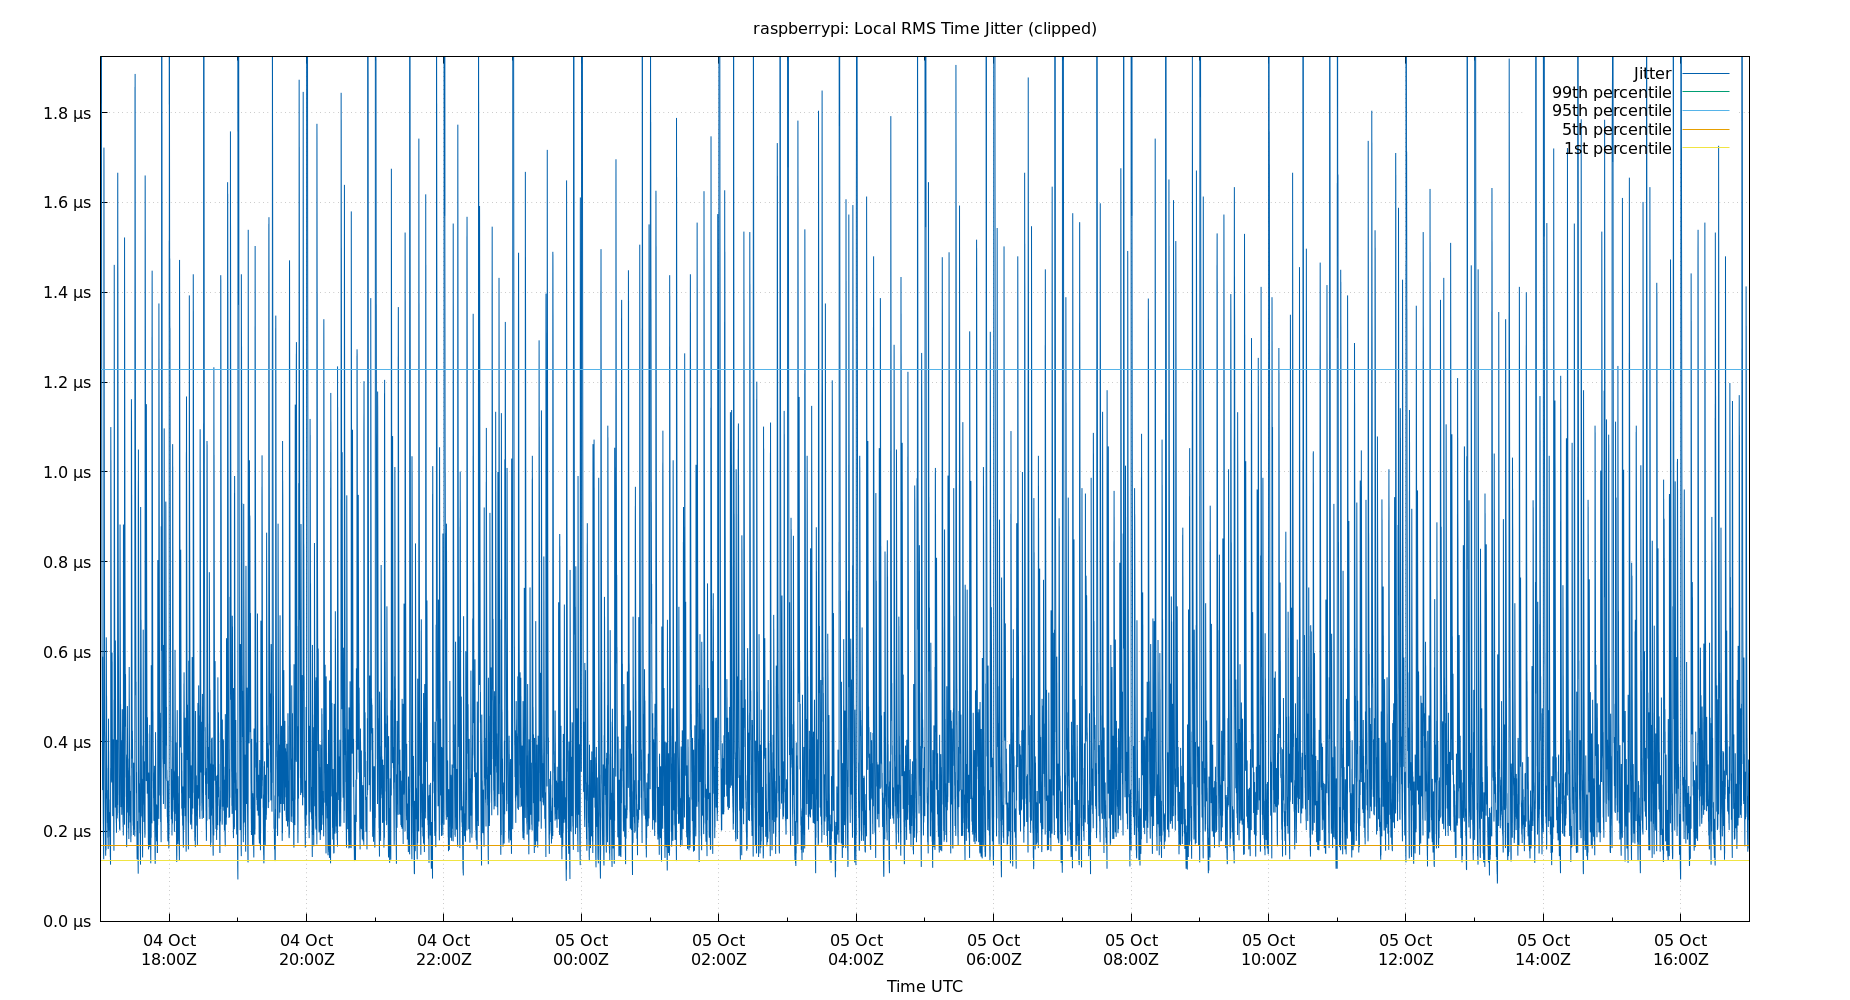 raspberrypi: Local RMS Time Jitter (clipped)
Jitter
99th percentile
95th percentile
5th percentile
1st percentile
1.8 μs
1.6 μs
1.4 μs
1.2 μs
1.0 μs
0.8 μs
0.6 μs
0.4 μs
0.2 μs
0.0 μs
04 Oct 04 Oct 04 Oct 05 Oct 05 Oct 05 Oct 05 Oct 05 Oct 05 Oct 05 Oct 05 Oct 05 Oct
18:00Z 20:00Z 22:00Z 00:00Z 02:00Z 04:00Z 06:00Z 08:00Z 10:00Z 12:00Z 14:00Z 16:00Z
Time UTC